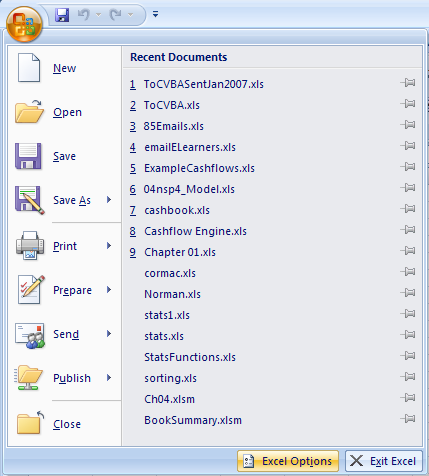 Recent Documents
New
Open
Save
Save As
Print
Prepare
Send
Publish
Close
1 ToCVBASentJan2007.xls
2 ToCVBA.xls
3 85Emails.xls
4 emailELearners.xls
5 ExampleCashflows.xls
6 04nsp4_Model.xls
7 cashbook.xls
8 Cashflow Engine.xls
9 Chapter 01.xls
cormac.xls
Norman.xls
stats1.xls
stats.xls
StatsFunctions.xls
sorting.xls
Ch04.xlsm
BookSummary.xlsm
Excel Options
Exit Excel